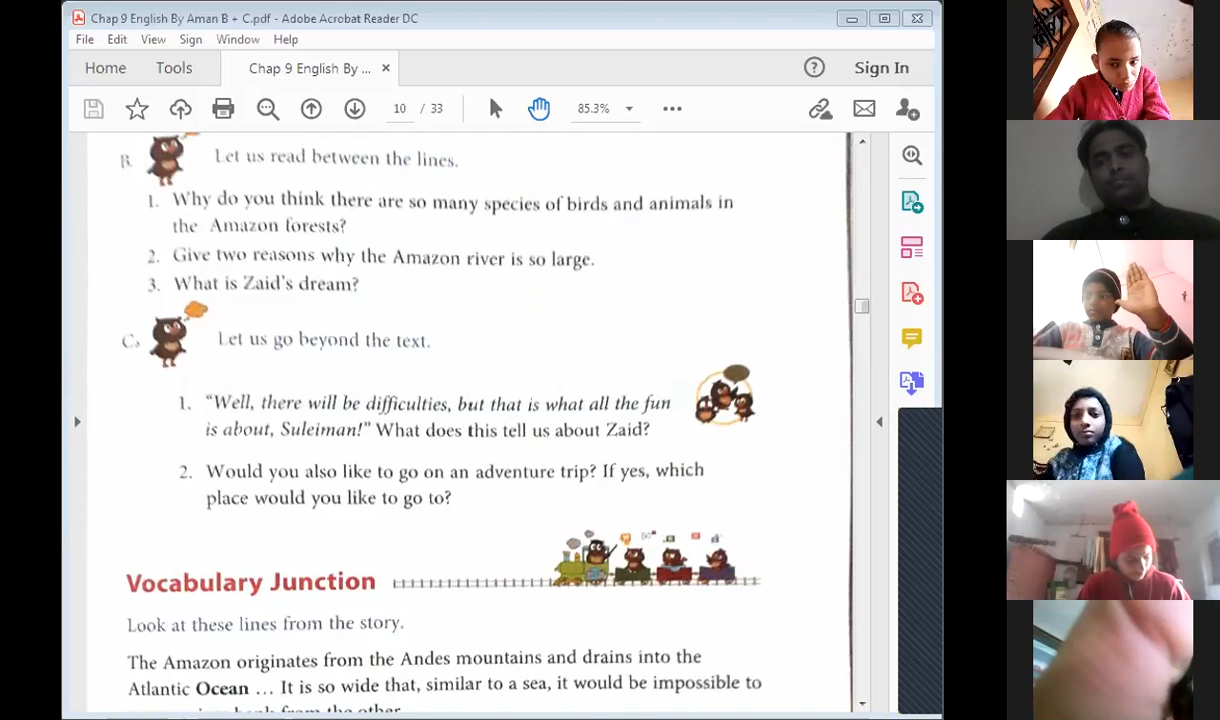 Chap 9 English By Aman B + C.pdf - Adobe Acrobat Reader DC
File Edit View Sign Window Help
Home Tools Chap 9 English By ... × Sign In
10 / 33 85.3%
B. Let us read between the lines.
1. Why do you think there are so many species of birds and animals in
the Amazon forests?
2. Give two reasons why the Amazon river is so large.
3. What is Zaid's dream?
C. Let us go beyond the text.
1. "Well, there will be difficulties, but that is what all the fun
is about, Suleiman!" What does this tell us about Zaid?
2. Would you also like to go on an adventure trip? If yes, which
place would you like to go to?
Vocabulary Junction
Look at these lines from the story.
The Amazon originates from the Andes mountains and drains into the
Atlantic Ocean ... It is so wide that, similar to a sea, it would be impossible to
bank from the other